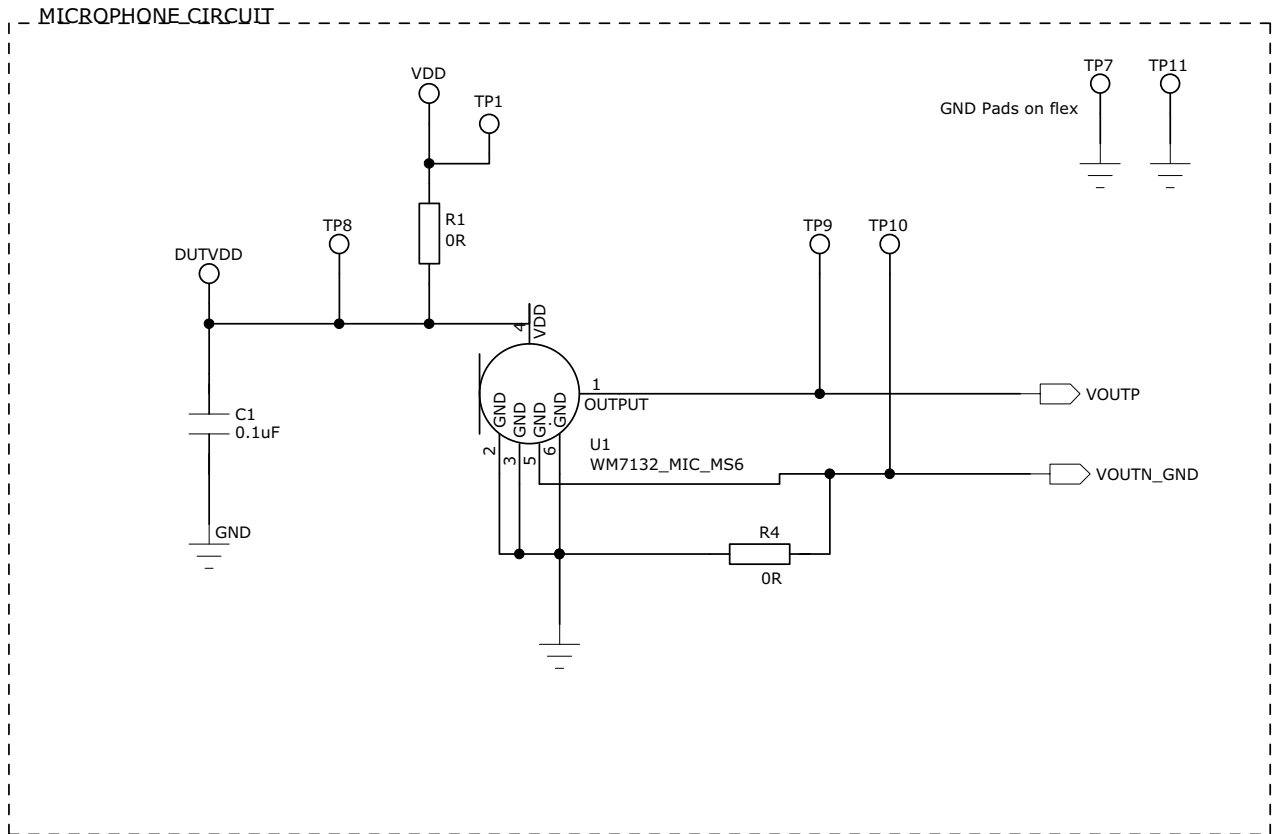 MICROPHONE CIRCUIT
VDD
TP1
TP7
TP11
GND Pads on flex
R1
0R
TP8
TP9
TP10
DUTVDD
4
VDD
1
OUTPUT
VOUTP
GND
GND
GND
GND
2
3
5
6
C1
0.1uF
U1
WM7132_MIC_MS6
VOUTN_GND
GND
R4
0R